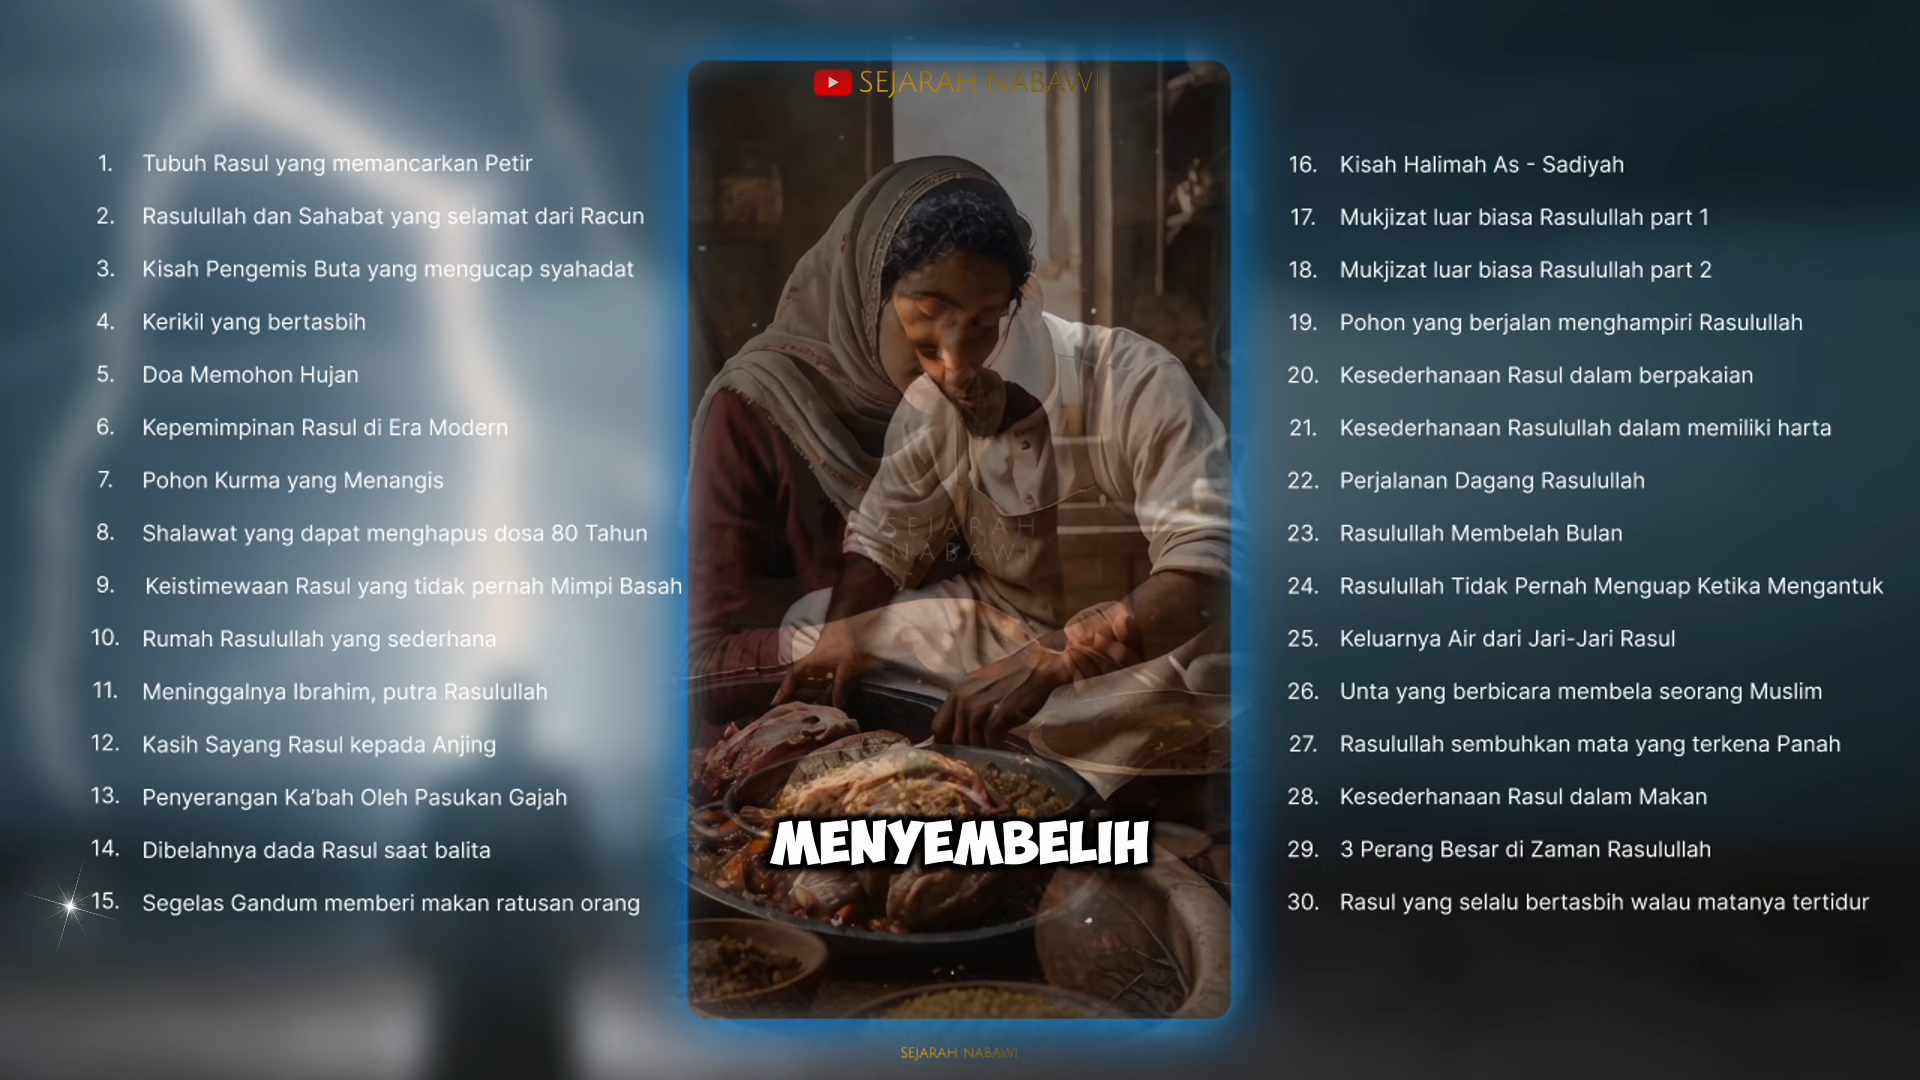 SEJARAH NABAWI
1. Tubuh Rasul yang memancarkan Petir
2. Rasulullah dan Sahabat yang selamat dari Racun
3. Kisah Pengemis Buta yang mengucap syahadat
4. Kerikil yang bertasbih
5. Doa Memohon Hujan
6. Kepemimpinan Rasul di Era Modern
7. Pohon Kurma yang Menangis
8. Shalawat yang dapat menghapus dosa 80 Tahun
9. Keistimewaan Rasul yang tidak pernah Mimpi Basah
10. Rumah Rasulullah yang sederhana
11. Meninggalnya Ibrahim, putra Rasulullah
12. Kasih Sayang Rasul kepada Anjing
13. Penyerangan Ka’bah Oleh Pasukan Gajah
14. Dibelahnya dada Rasul saat balita
15. Segelas Gandum memberi makan ratusan orang
SEJARAH
NABAWI
MENYEMBELIH
16. Kisah Halimah As - Sadiyah
17. Mukjizat luar biasa Rasulullah part 1
18. Mukjizat luar biasa Rasulullah part 2
19. Pohon yang berjalan menghampiri Rasulullah
20. Kesederhanaan Rasul dalam berpakaian
21. Kesederhanaan Rasulullah dalam memiliki harta
22. Perjalanan Dagang Rasulullah
23. Rasulullah Membelah Bulan
24. Rasulullah Tidak Pernah Menguap Ketika Mengantuk
25. Keluarnya Air dari Jari-Jari Rasul
26. Unta yang berbicara membela seorang Muslim
27. Rasulullah sembuhkan mata yang terkena Panah
28. Kesederhanaan Rasul dalam Makan
29. 3 Perang Besar di Zaman Rasulullah
30. Rasul yang selalu bertasbih walau matanya tertidur
SEJARAH NABAWI